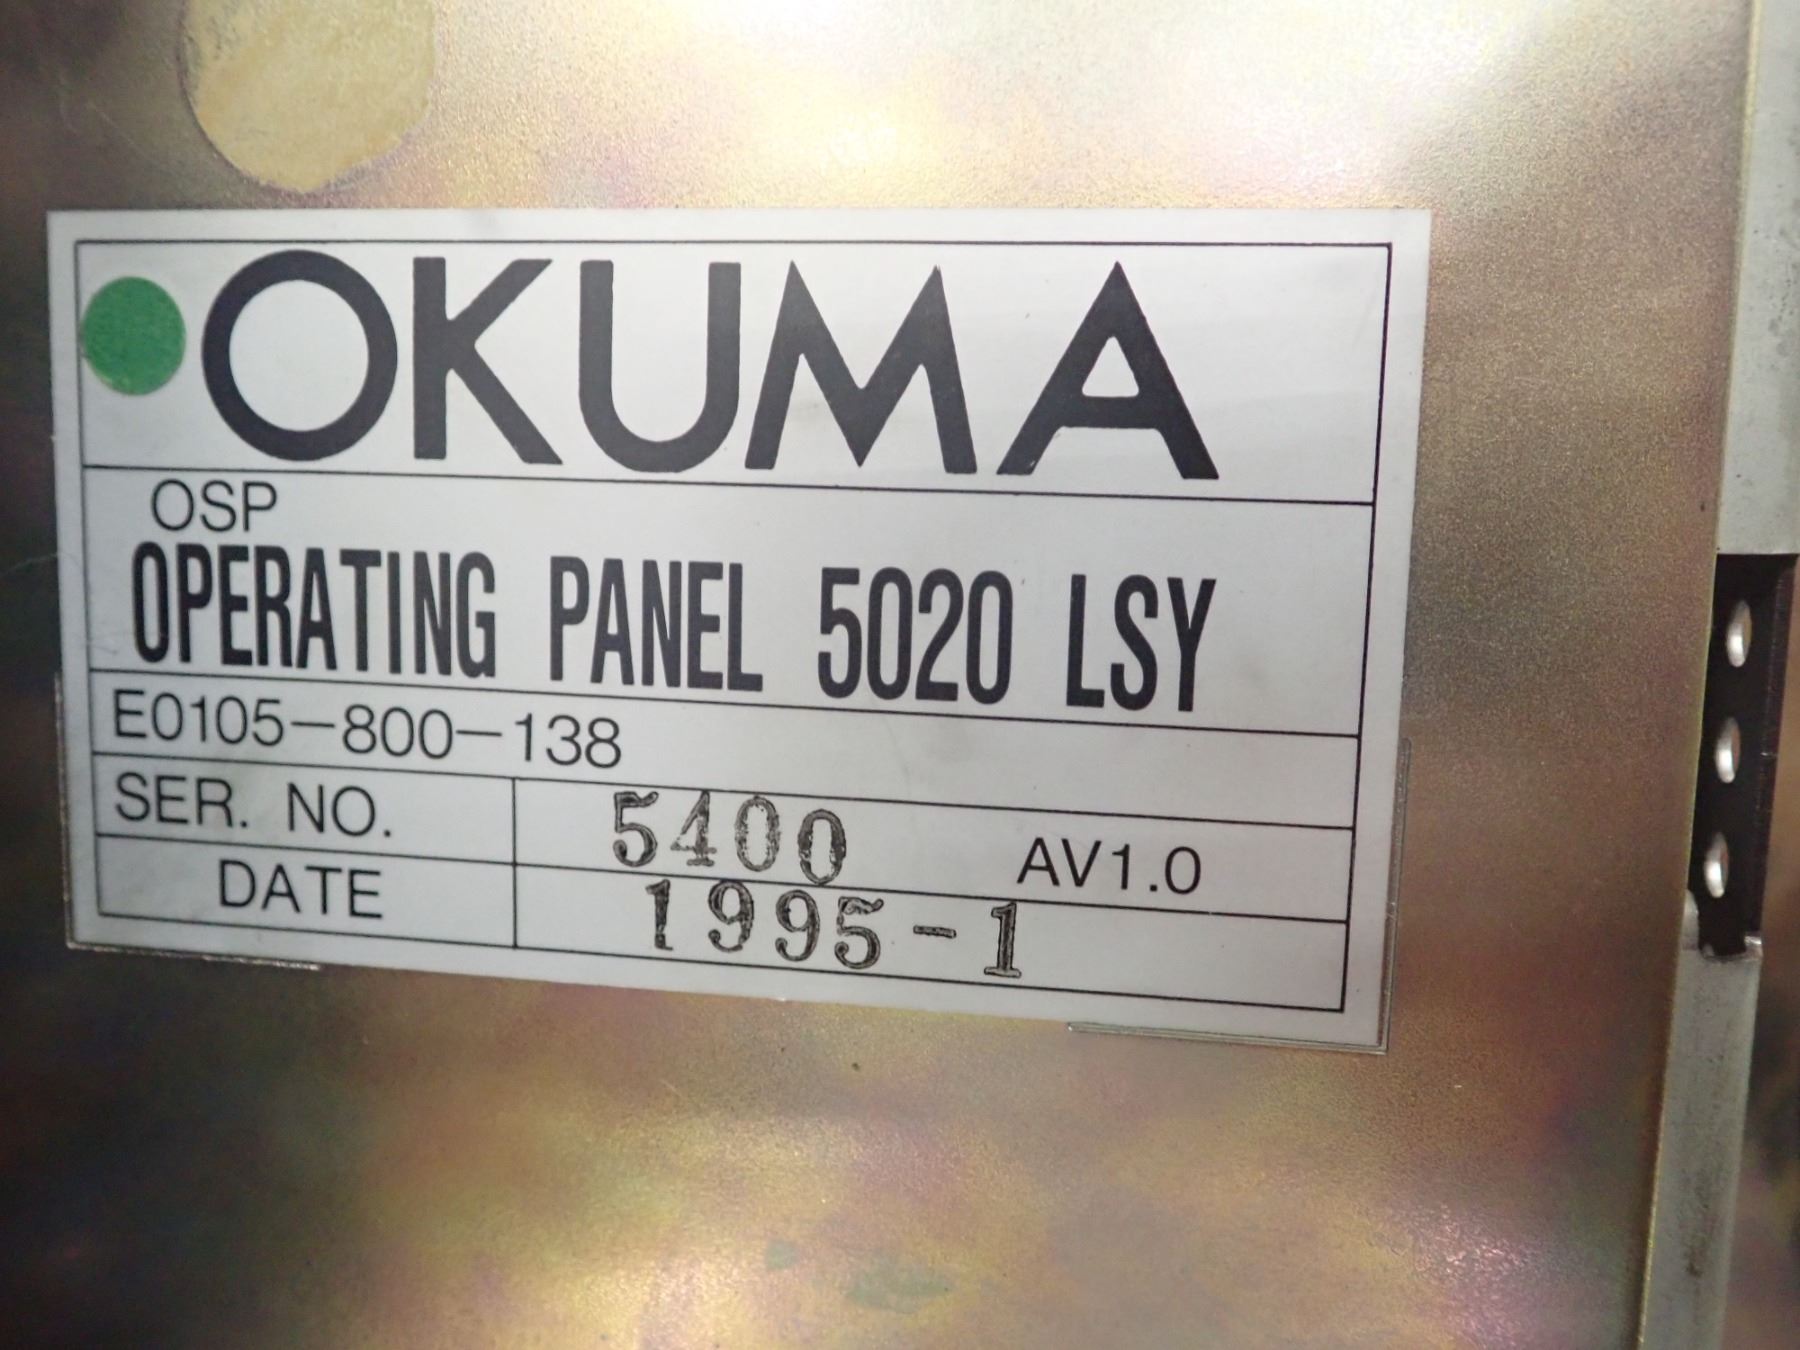 OKUMA
OSP
OPERATING PANEL 5020 LSY
E0105-800-138
SER. NO. 5400 AV1.0
DATE 1995-1